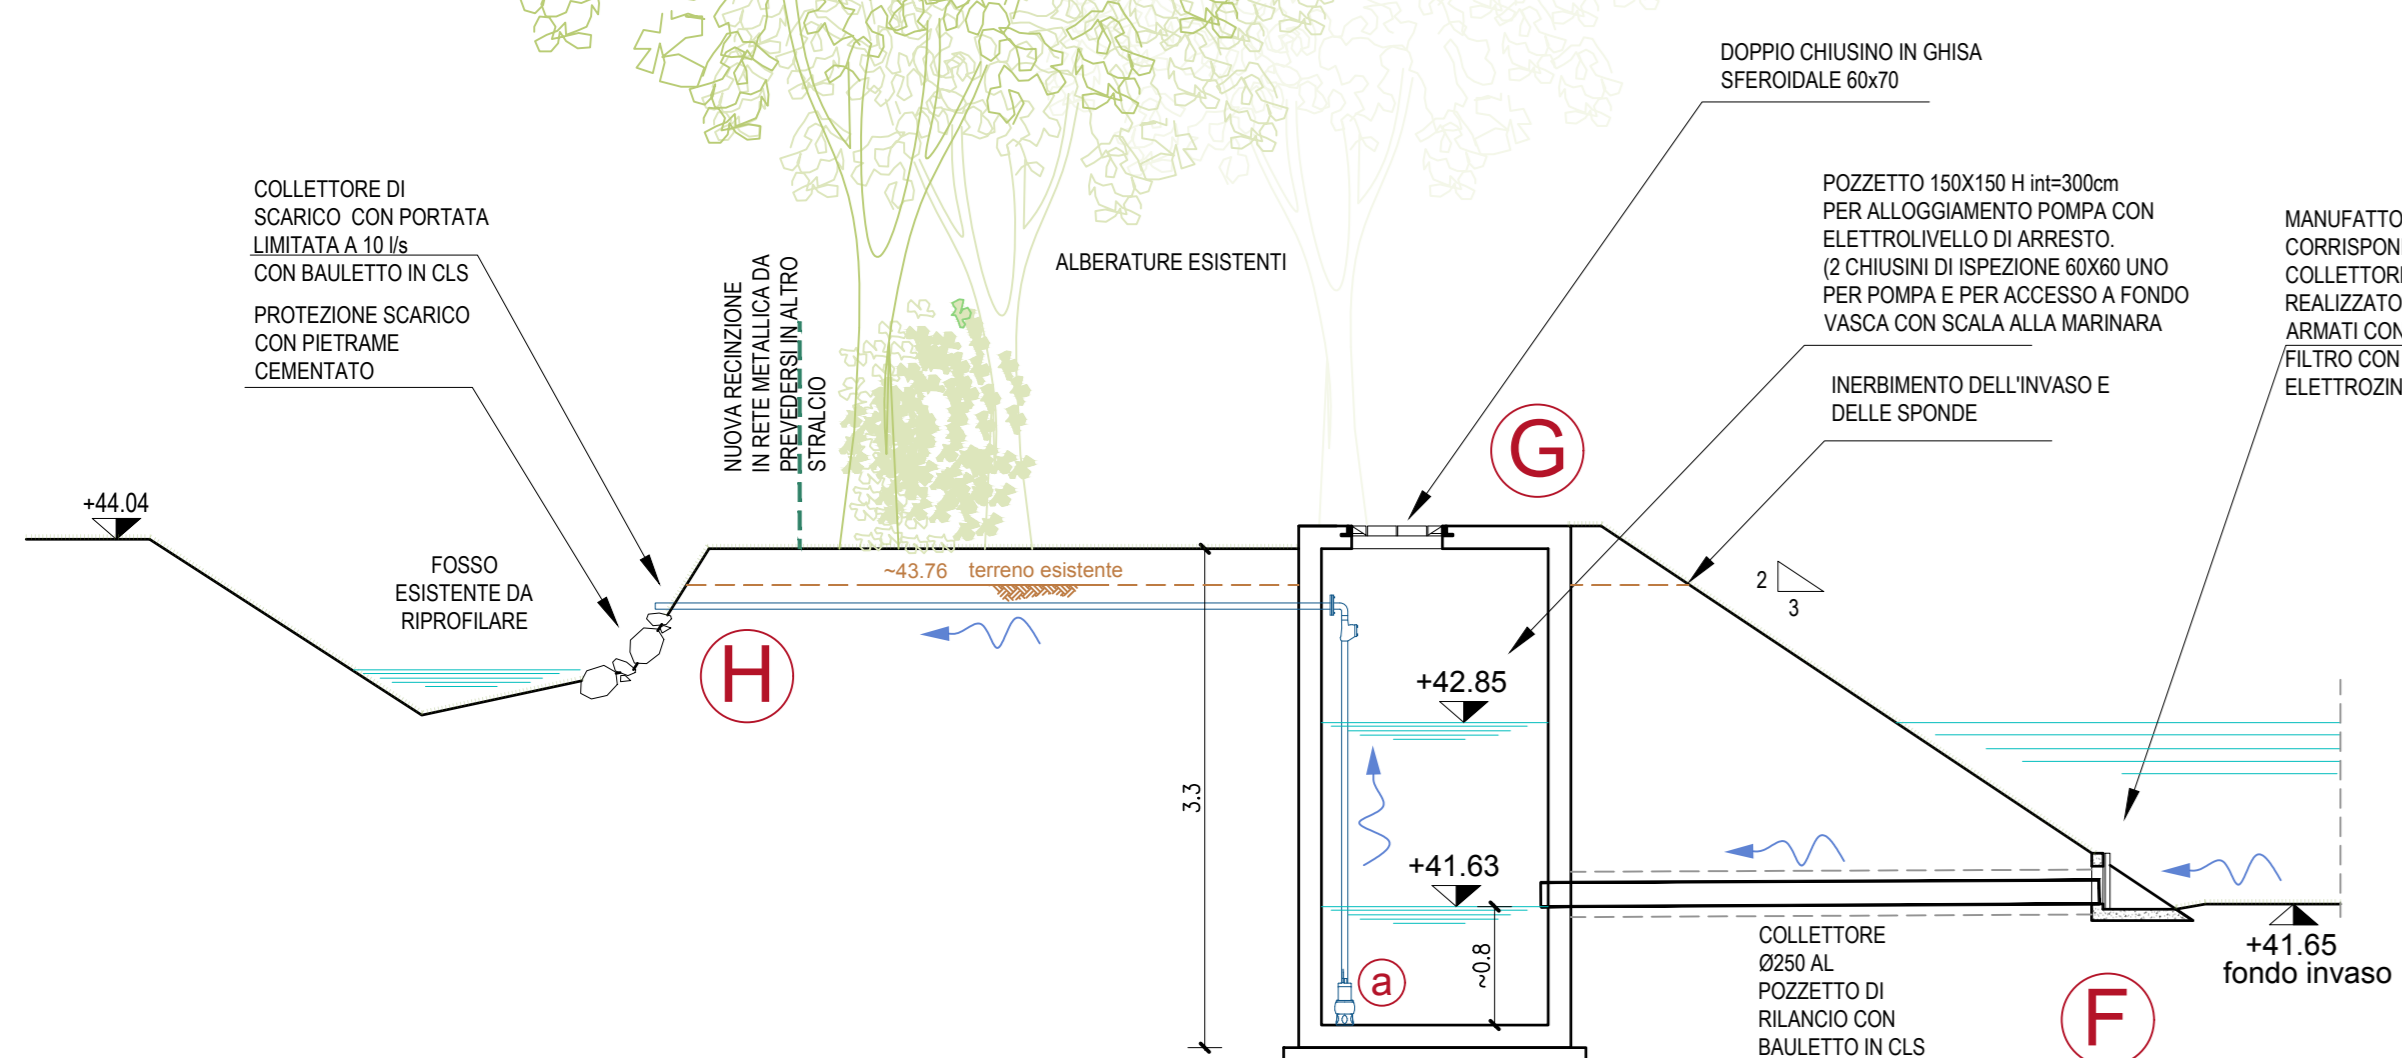 DOPPIO CHIUSINO IN GHISA
SFEROIDALE 60x70
COLLETTORE DI
SCARICO CON PORTATA
LIMITATA A 10 l/s
CON BAULETTO IN CLS
PROTEZIONE SCARICO
CON PIETRAME
CEMENTATO
NUOVA RECINZIONE
IN RETE METALLICA DA
PREVEDERSI IN ALTRO
STRALCIO
ALBERATURE ESISTENTI
POZZETTO 150X150 H int=300cm
PER ALLOGGIAMENTO POMPA CON
ELETTROLIVELLO DI ARRESTO.
(2 CHIUSINI DI ISPEZIONE 60X60 UNO
PER POMPA E PER ACCESSO A FONDO
VASCA CON SCALA ALLA MARINARA
MANUFATTO
CORRISPON
COLLETTOR
REALIZZATO
ARMATI CON
FILTRO CON
ELETTROZIN
INERBIMENTO DELL'INVASO E
DELLE SPONDE
G
+44.04
FOSSO
ESISTENTE DA
RIPROFILARE
~43.76 terreno esistente
2
3
H
+42.85
3.3
+41.63
~0.8
a
COLLETTORE
Ø250 AL
POZZETTO DI
RILANCIO CON
BAULETTO IN CLS
F
+41.65
fondo invaso